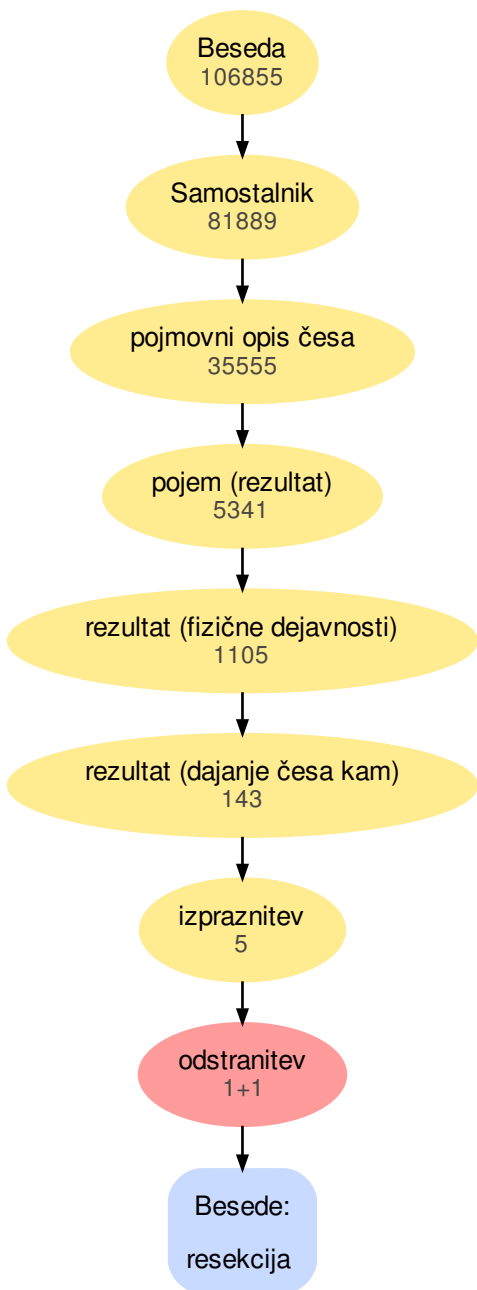 Beseda
106855
Samostalnik
81889
pojmovni opis česa
35555
pojem (rezultat)
5341
rezultat (fizične dejavnosti)
1105
rezultat (dajanje česa kam)
143
izpraznitev
5
odstranitev
1+1
Besede:
resekcija